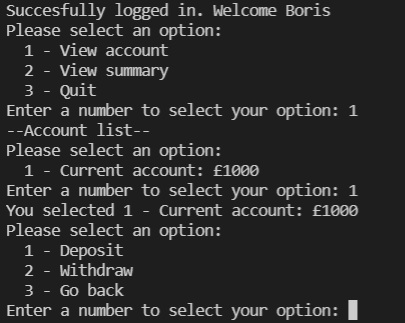 Succesfully logged in. Welcome Boris
Please select an option:
  1 - View account
  2 - View summary
  3 - Quit
Enter a number to select your option: 1
--Account list--
Please select an option:
  1 - Current account: £1000
Enter a number to select your option: 1
You selected 1 - Current account: £1000
Please select an option:
  1 - Deposit
  2 - Withdraw
  3 - Go back
Enter a number to select your option: